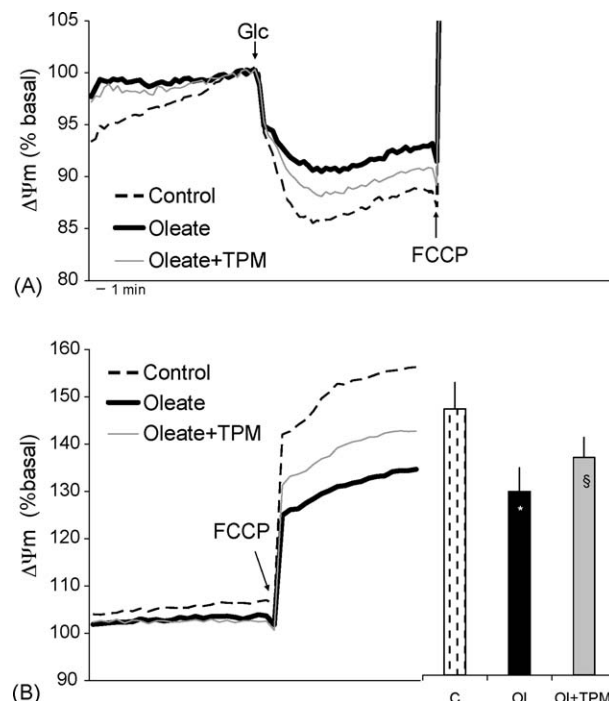 105
Glc
100
95
90
85
80
ΔΨm (% basal)
Control
Oleate
Oleate+TPM
FCCP
(A)
– 1 min
160
150
140
130
120
110
100
90
ΔΨm (%basal)
Control
Oleate
Oleate+TPM
FCCP
*
§
(B)
C
OL
OL+TPM